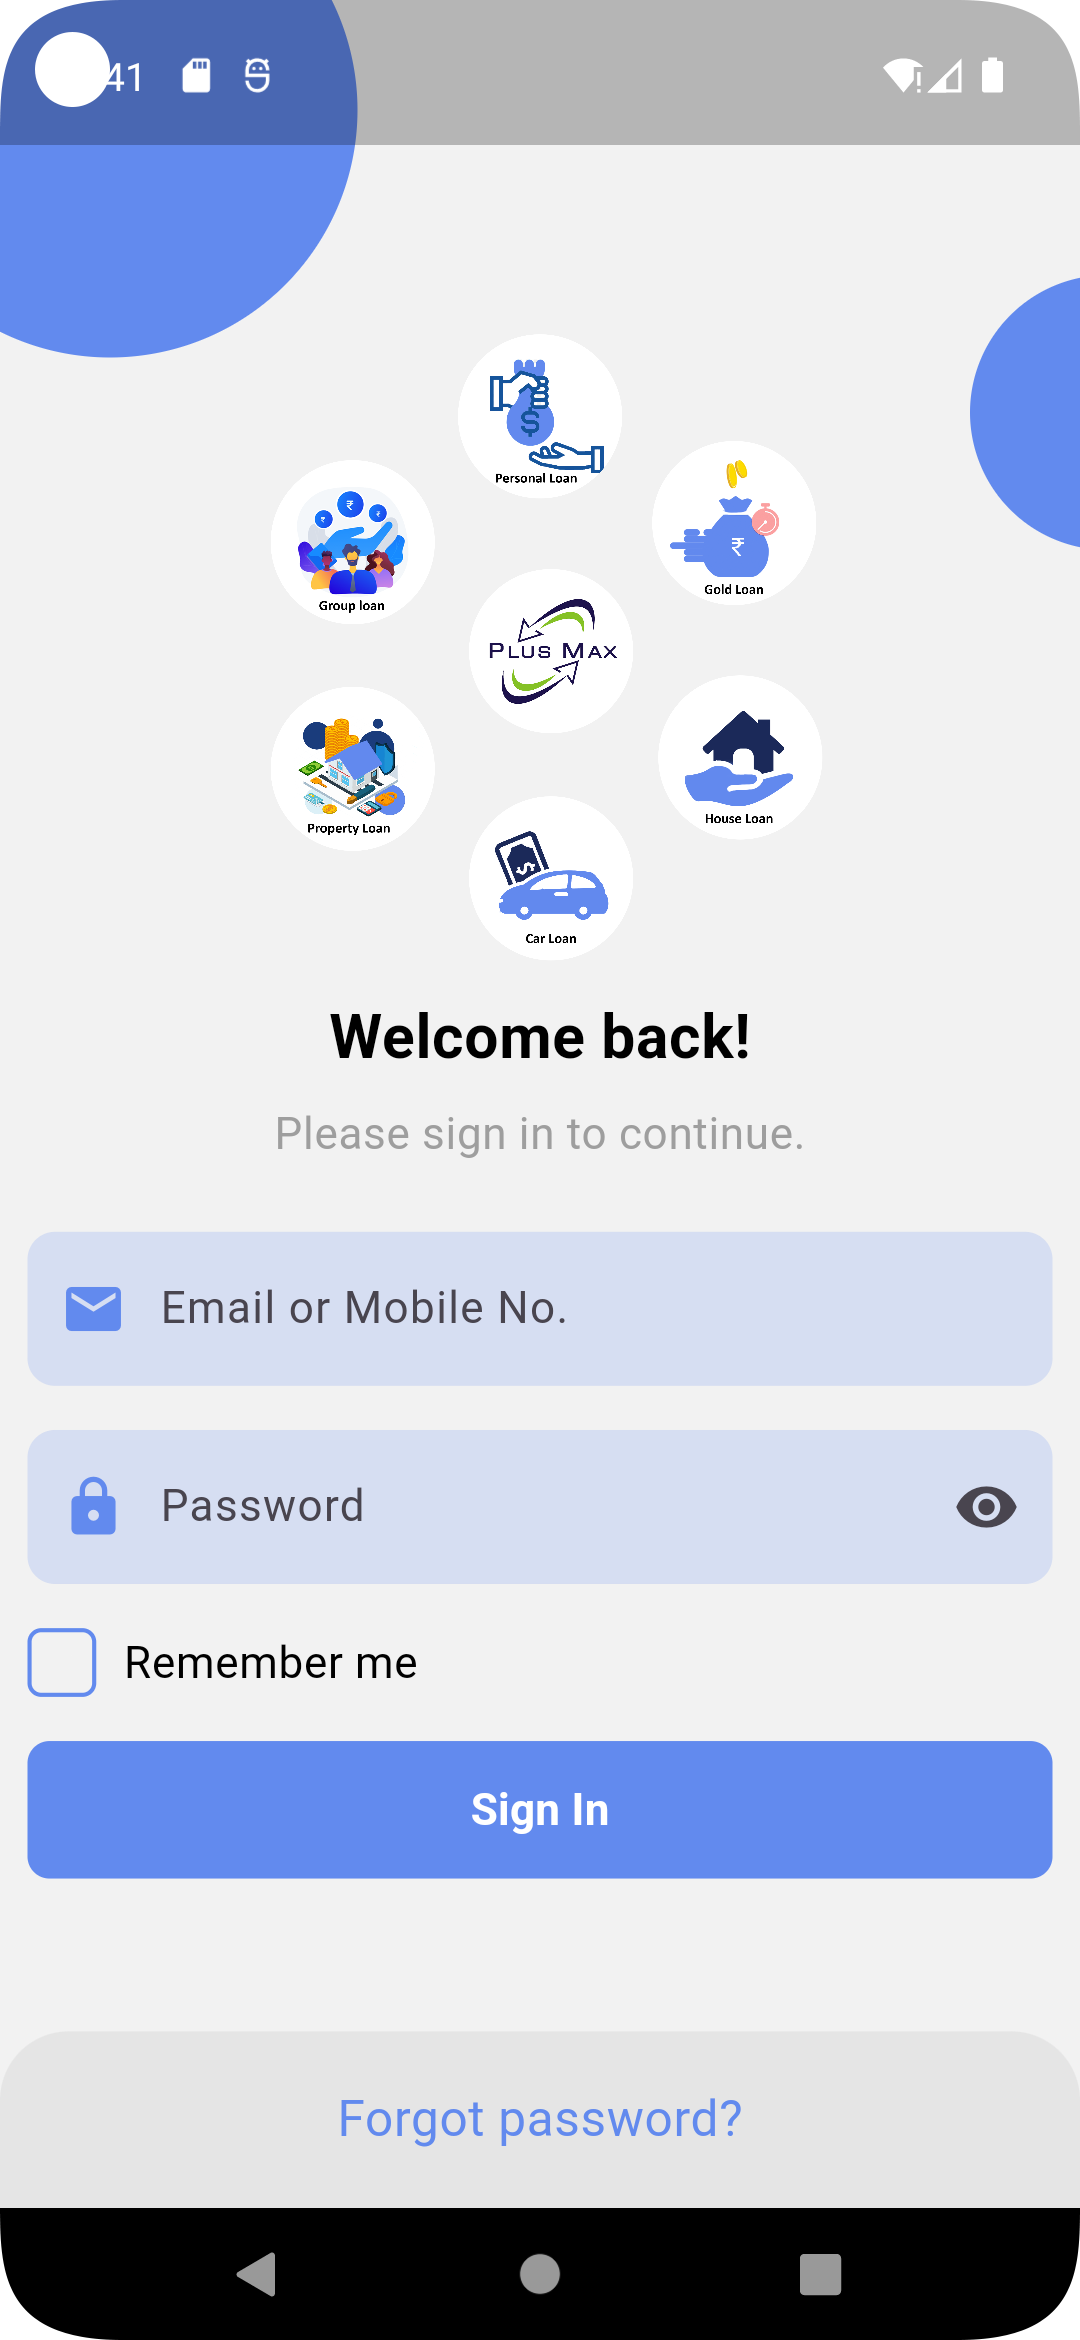 41
Personal Loan
Group loan
Gold Loan
PLUS MAX
Property Loan
House Loan
Car Loan
Welcome back!
Please sign in to continue.
Email or Mobile No.
Password
Remember me
Sign In
Forgot password?